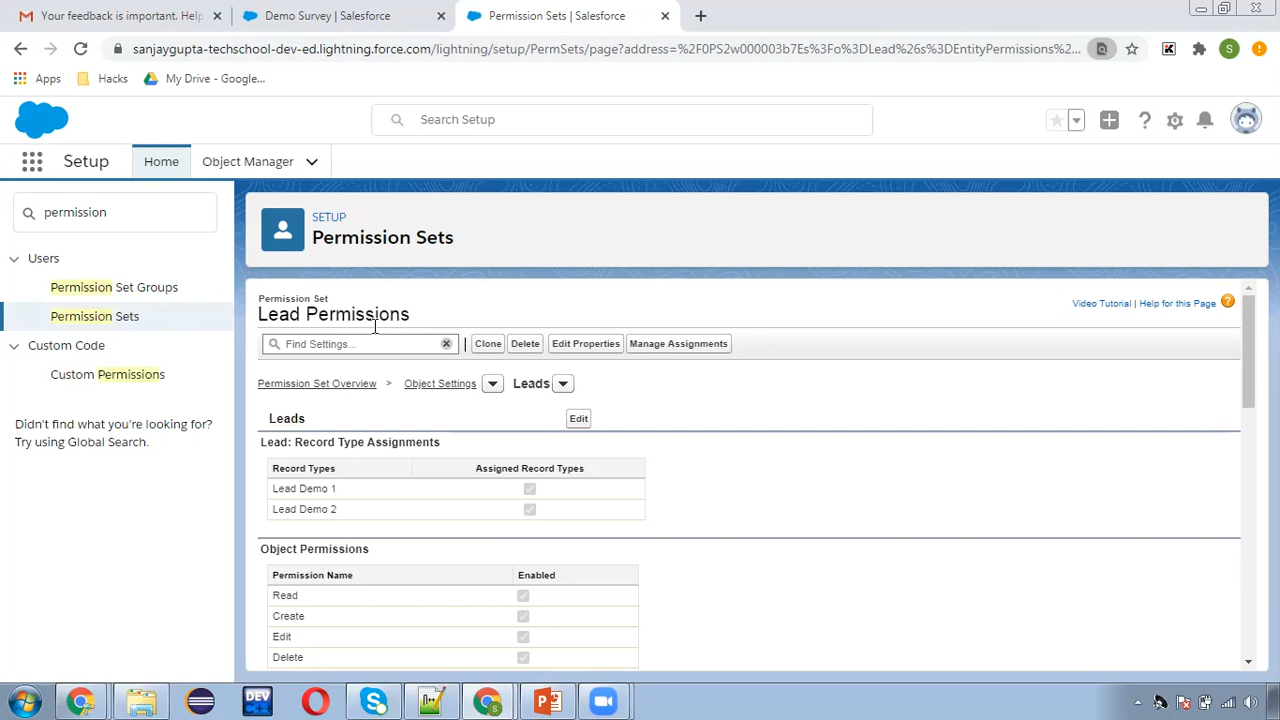 Your feedback is important. Help
Demo Survey | Salesforce
Permission Sets | Salesforce
sanjaygupta-techschool-dev-ed.lightning.force.com/lightning/setup/PermSets/page?address=%2F0PS2w000003b7Es%3Fo%3DLead%26s%3DEntityPermissions%2...
K
S
Apps
Hacks
My Drive - Google...
Search Setup
Setup
Home
Object Manager
permission
Users
Permission Set Groups
Permission Sets
Custom Code
Custom Permissions
Didn't find what you're looking for?
Try using Global Search.
SETUP
Permission Sets
Permission Set
Lead Permissions
Video Tutorial | Help for this Page
Find Settings...
Clone
Delete
Edit Properties
Manage Assignments
Permission Set Overview > Object Settings Leads
Leads
Edit
Lead: Record Type Assignments
Record Types Assigned Record Types
Lead Demo 1
Lead Demo 2
Object Permissions
Permission Name Enabled
Read
Create
Edit
Delete
DEV